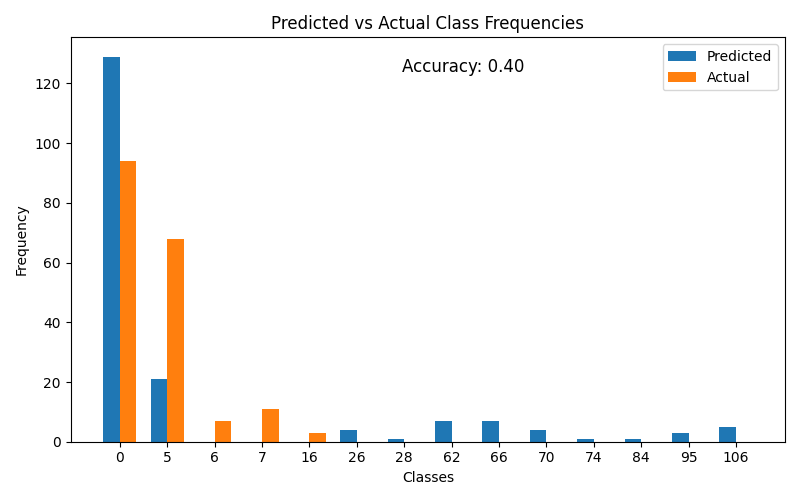 Predicted vs Actual Class Frequencies
Accuracy: 0.40
Predicted
Actual
Frequency
120
100
80
60
40
20
0
0 5 6 7 16 26 28 62 66 70 74 84 95 106
Classes